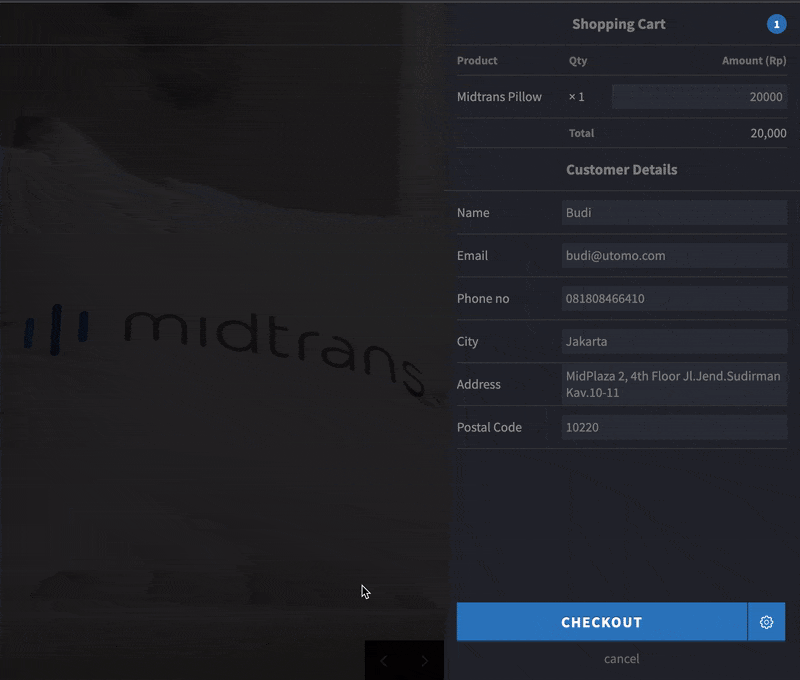 Shopping Cart 1
Product Qty Amount (Rp)
Midtrans Pillow × 1 20000
Total 20,000
Customer Details
Name Budi
Email budi@utomo.com
Phone no 081808466410
City Jakarta
Address MidPlaza 2, 4th Floor Jl.Jend.Sudirman
Kav.10-11
Postal Code 10220
midtrans
CHECKOUT
cancel